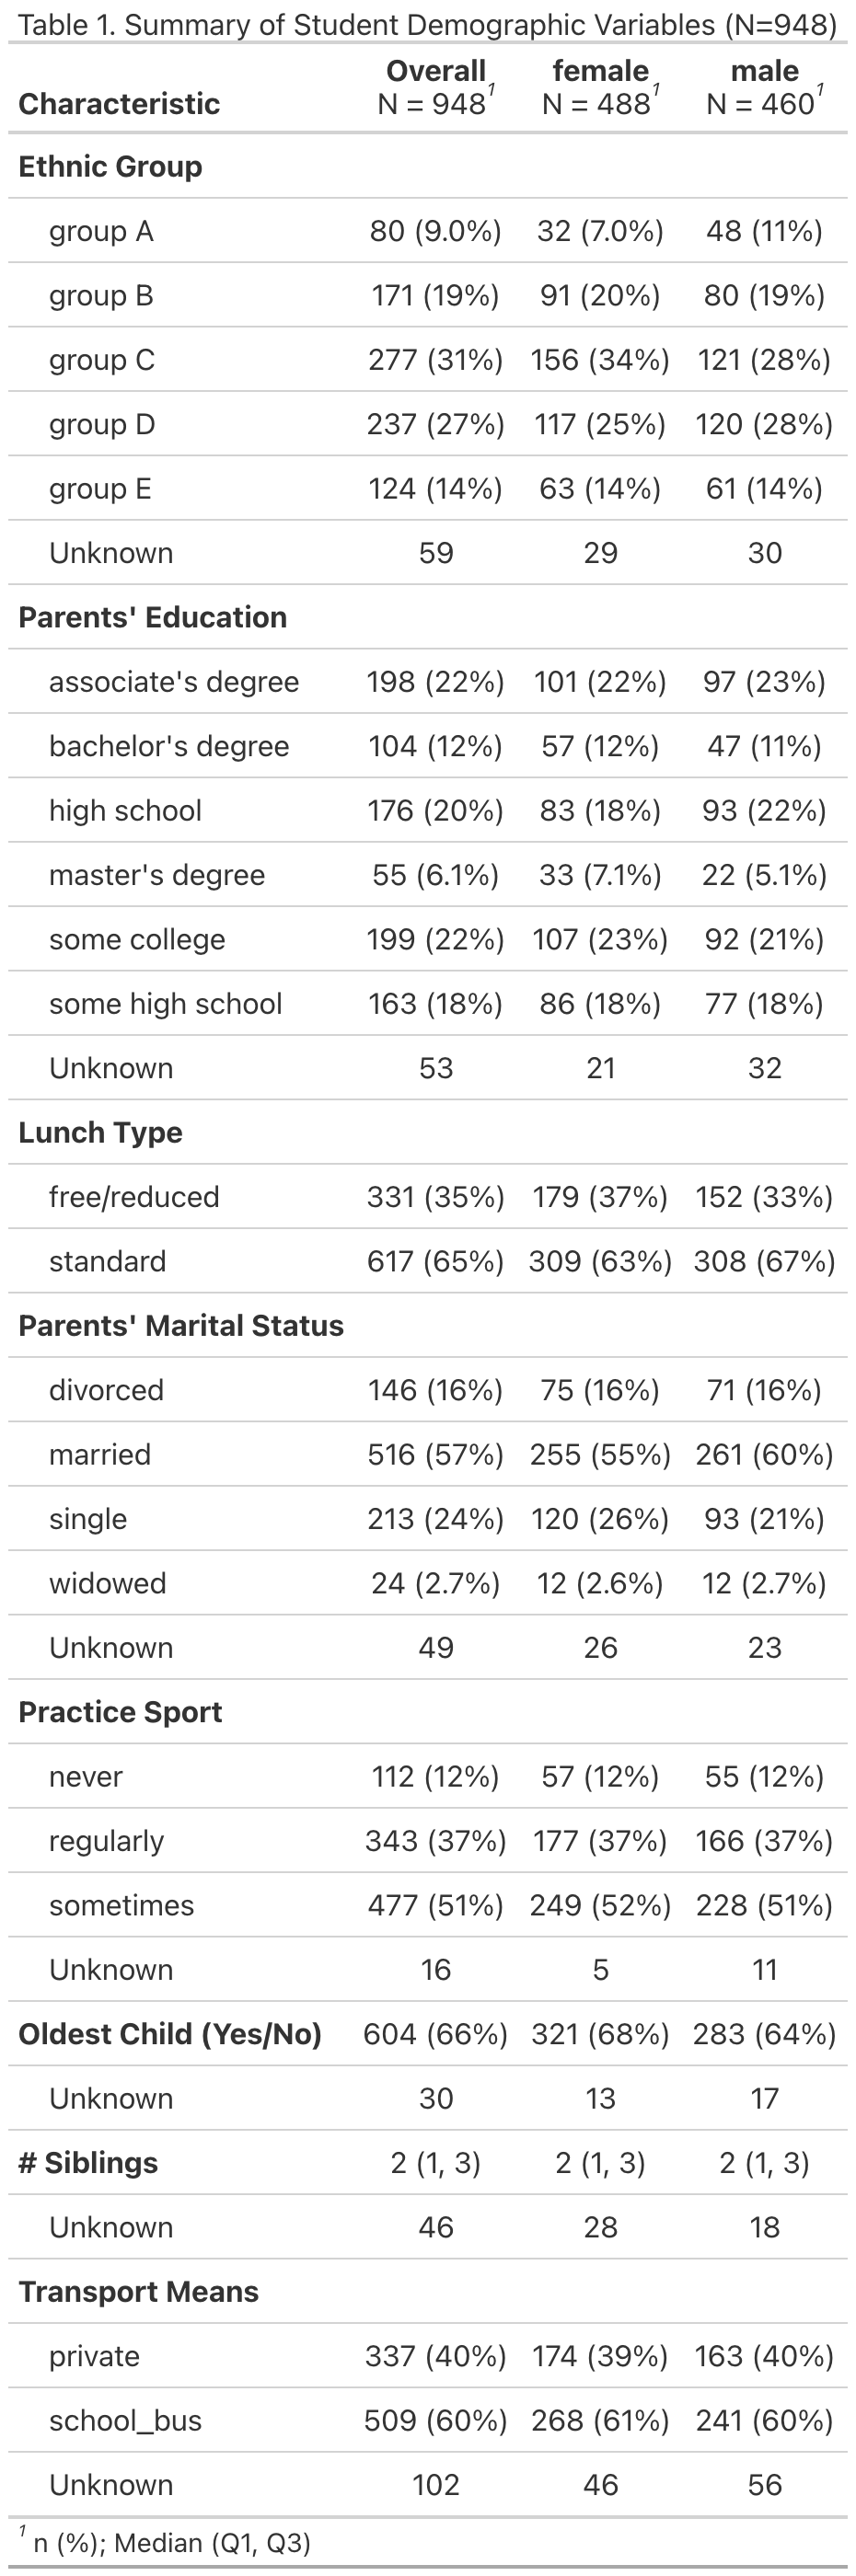 Table 1. Summary of Student Demographic Variables (N=948)
Characteristic Overall N = 948¹ female N = 488¹ male N = 460¹
Ethnic Group
group A 80 (9.0%) 32 (7.0%) 48 (11%)
group B 171 (19%) 91 (20%) 80 (19%)
group C 277 (31%) 156 (34%) 121 (28%)
group D 237 (27%) 117 (25%) 120 (28%)
group E 124 (14%) 63 (14%) 61 (14%)
Unknown 59 29 30
Parents' Education
associate's degree 198 (22%) 101 (22%) 97 (23%)
bachelor's degree 104 (12%) 57 (12%) 47 (11%)
high school 176 (20%) 83 (18%) 93 (22%)
master's degree 55 (6.1%) 33 (7.1%) 22 (5.1%)
some college 199 (22%) 107 (23%) 92 (21%)
some high school 163 (18%) 86 (18%) 77 (18%)
Unknown 53 21 32
Lunch Type
free/reduced 331 (35%) 179 (37%) 152 (33%)
standard 617 (65%) 309 (63%) 308 (67%)
Parents' Marital Status
divorced 146 (16%) 75 (16%) 71 (16%)
married 516 (57%) 255 (55%) 261 (60%)
single 213 (24%) 120 (26%) 93 (21%)
widowed 24 (2.7%) 12 (2.6%) 12 (2.7%)
Unknown 49 26 23
Practice Sport
never 112 (12%) 57 (12%) 55 (12%)
regularly 343 (37%) 177 (37%) 166 (37%)
sometimes 477 (51%) 249 (52%) 228 (51%)
Unknown 16 5 11
Oldest Child (Yes/No) 604 (66%) 321 (68%) 283 (64%)
Unknown 30 13 17
# Siblings 2 (1, 3) 2 (1, 3) 2 (1, 3)
Unknown 46 28 18
Transport Means
private 337 (40%) 174 (39%) 163 (40%)
school_bus 509 (60%) 268 (61%) 241 (60%)
Unknown 102 46 56
¹ n (%); Median (Q1, Q3)